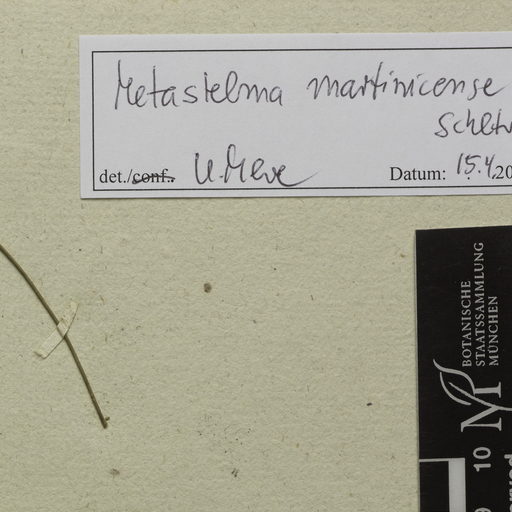 Metastelma martinicense
Schltr
det./conf.. U. Meve Datum: 15.4.20
BOTANISCHE
STAATSSAMMLUNG
MÜNCHEN
10